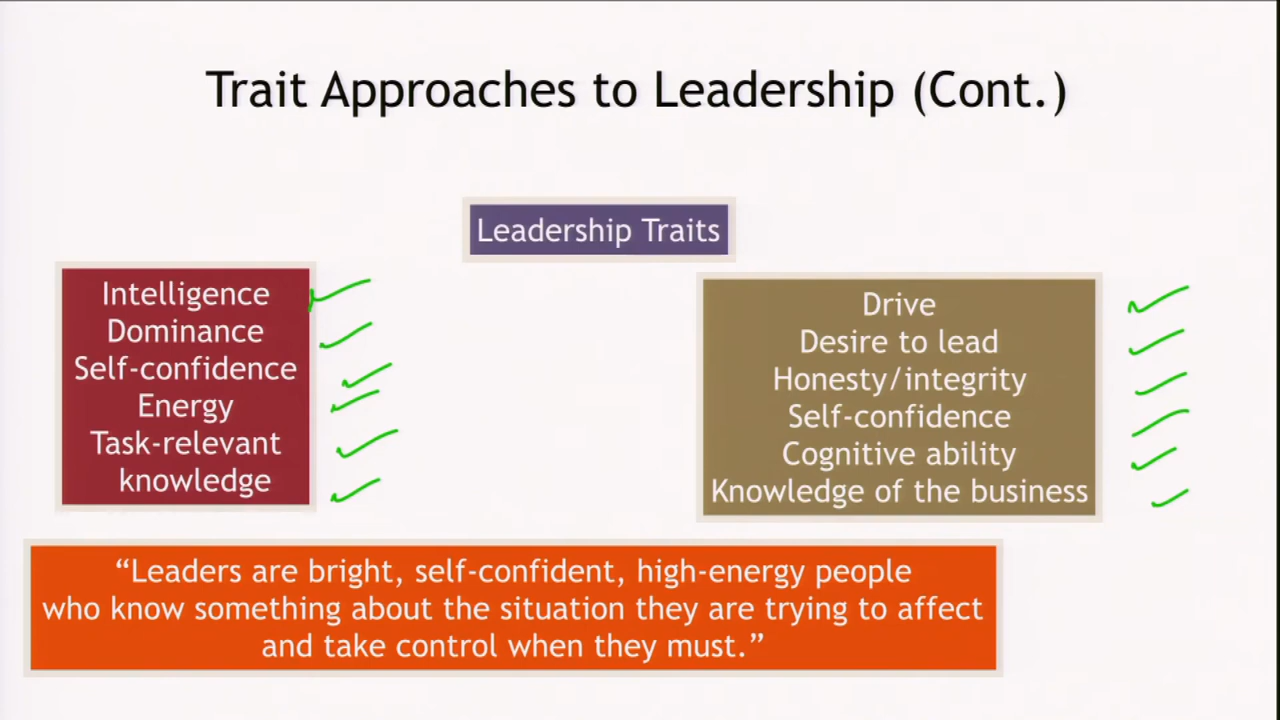 Trait Approaches to Leadership (Cont.)
Leadership Traits
Intelligence
Dominance
Self-confidence
Energy
Task-relevant
knowledge
Drive
Desire to lead
Honesty/integrity
Self-confidence
Cognitive ability
Knowledge of the business
“Leaders are bright, self-confident, high-energy people
who know something about the situation they are trying to affect
and take control when they must.”